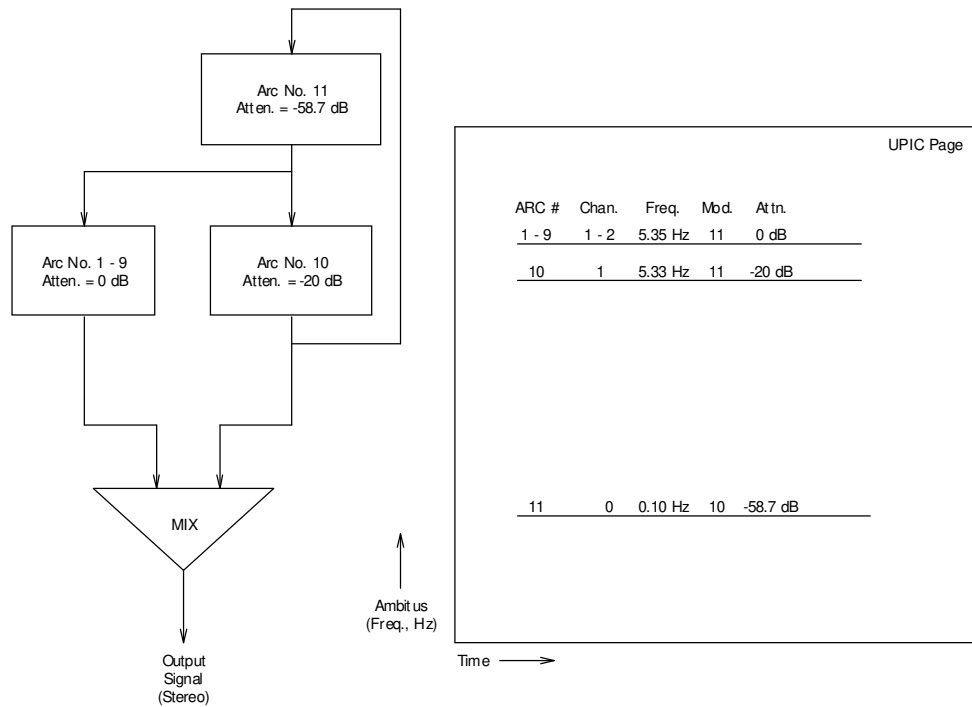 Arc No. 11
Atten. = -58.7 dB
Arc No. 1 - 9
Atten. = 0 dB
Arc No. 10
Atten. = -20 dB
MIX
Output
Signal
(Stereo)
Ambitus
(Freq., Hz)
UPIC Page
ARC # Chan. Freq. Mod. Attn.
1 - 9 1 - 2 5.35 Hz 11 0 dB
10 1 5.33 Hz 11 -20 dB
11 0 0.10 Hz 10 -58.7 dB
Time